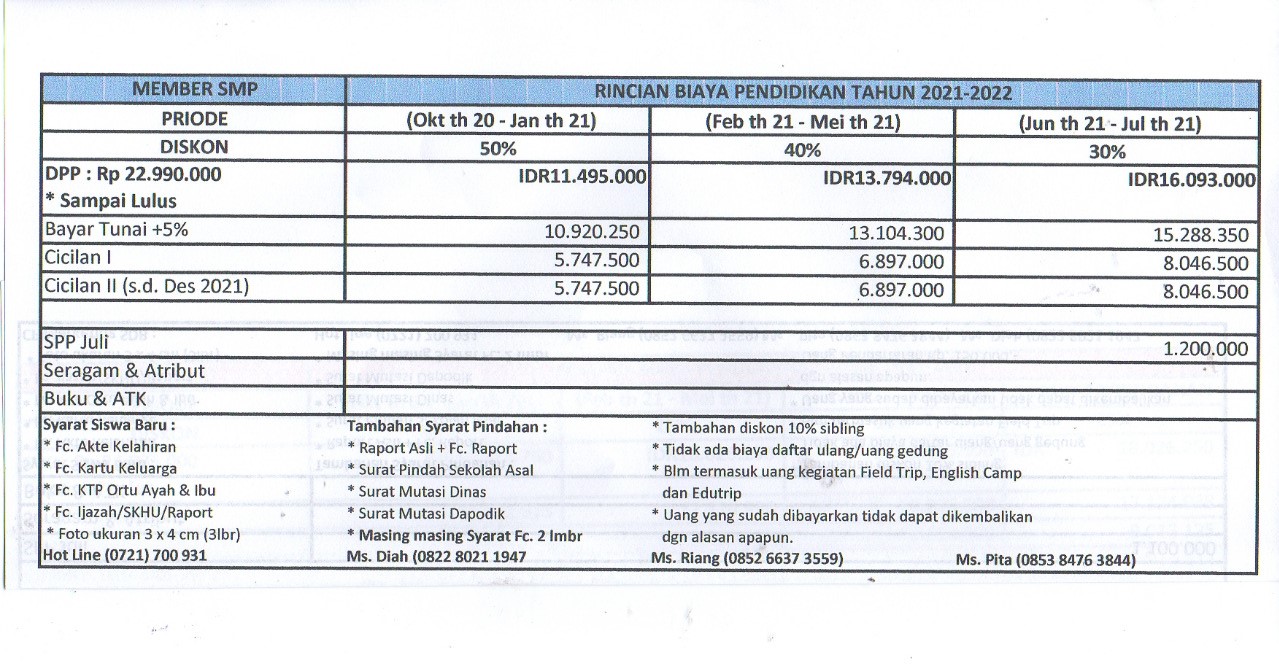 MEMBER SMP RINCIAN BIAYA PENDIDIKAN TAHUN 2021-2022
PRIODE (Okt th 20 - Jan th 21) (Feb th 21 - Mei th 21) (Jun th 21 - Jul th 21)
DISKON 50% 40% 30%
DPP : Rp 22.990.000 IDR11.495.000 IDR13.794.000 IDR16.093.000
* Sampai Lulus
Bayar Tunai +5% 10.920.250 13.104.300 15.288.350
Cicilan I 5.747.500 6.897.000 8.046.500
Cicilan II (s.d. Des 2021) 5.747.500 6.897.000 8.046.500
SPP Juli 1.200.000
Seragam & Atribut
Buku & ATK
Syarat Siswa Baru :
* Fc. Akte Kelahiran
* Fc. Kartu Keluarga
* Fc. KTP Ortu Ayah & Ibu
* Fc. Ijazah/SKHU/Raport
* Foto ukuran 3 x 4 cm (3lbr)
Hot Line (0721) 700 931
Tambahan Syarat Pindahan :
* Raport Asli + Fc. Raport
* Surat Pindah Sekolah Asal
* Surat Mutasi Dinas
* Surat Mutasi Dapodik
* Masing masing Syarat Fc. 2 lmbr
Ms. Diah (0822 8021 1947
* Tambahan diskon 10% sibling
* Tidak ada biaya daftar ulang/uang gedung
* Blm termasuk uang kegiatan Field Trip, English Camp
dan Edutrip
* Uang yang sudah dibayarkan tidak dapat dikembalikan
dgn alasan apapun.
Ms. Riang (0852 6637 3559)
Ms. Pita (0853 8476 3844)